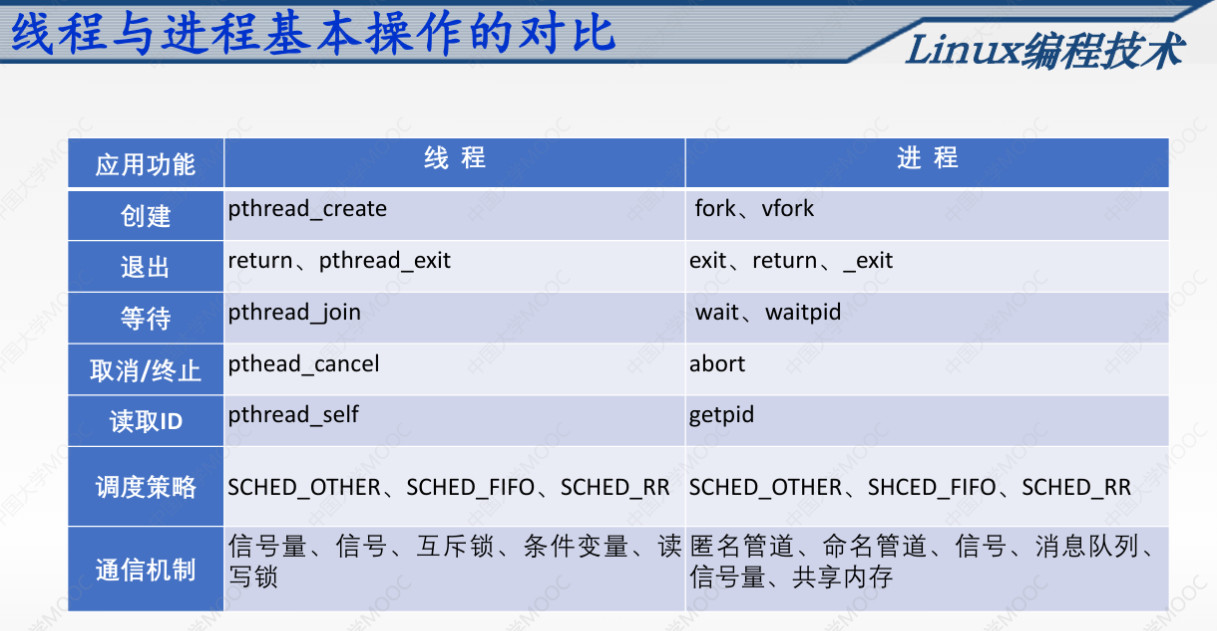 线程与进程基本操作的对比
Linux编程技术
应用功能 线 程 进 程
创建 pthread_create fork、vfork
退出 return、pthread_exit exit、return、_exit
等待 pthread_join wait、waitpid
取消/终止 pthead_cancel abort
读取ID pthread_self getpid
调度策略 SCHED_OTHER、SCHED_FIFO、SCHED_RR SCHED_OTHER、SHCED_FIFO、SCHED_RR
通信机制 信号量、信号、互斥锁、条件变量、读 匿名管道、命名管道、信号、消息队列、
写锁 信号量、共享内存
中国大学MOOC